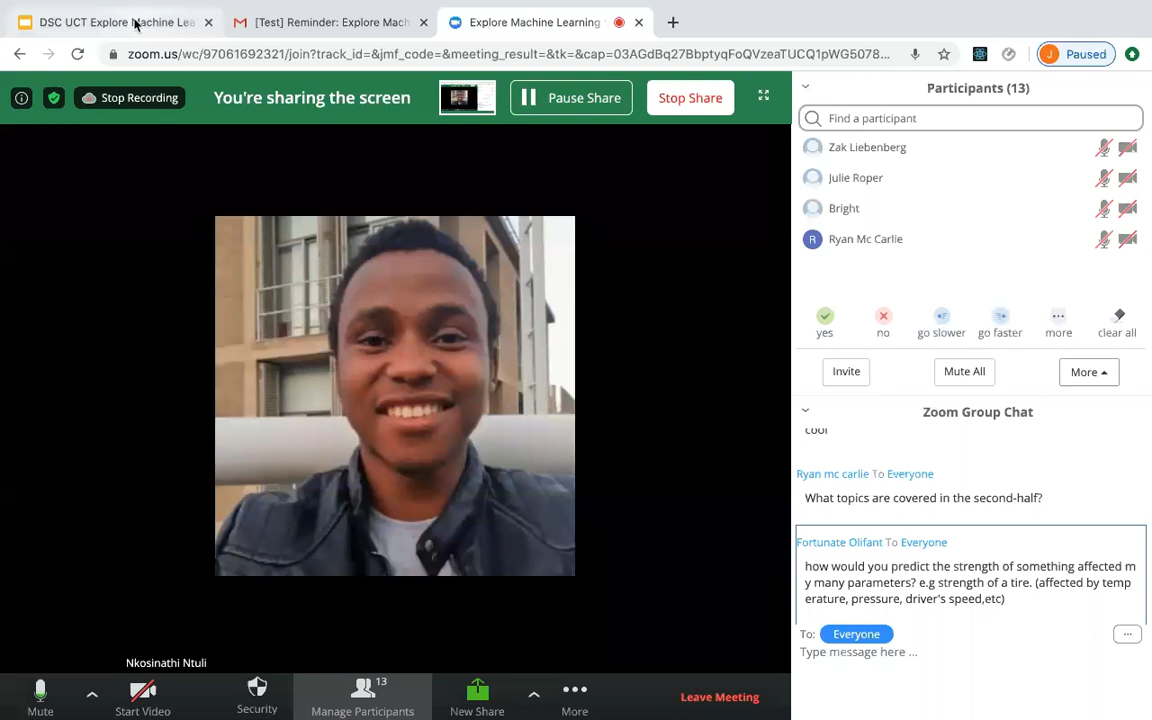 DSC UCT Explore Machine Lea
[Test] Reminder: Explore Mach
Explore Machine Learning
zoom.us/wc/97061692321/join?track_id=&jmf_code=&meeting_result=&tk=&cap=03AGdBq27BbptyqFoQVzeaTUCQ1pWG5078...
J Paused
Stop Recording
You're sharing the screen
Pause Share
Stop Share
Participants (13)
Find a participant
Zak Liebenberg
Julie Roper
Bright
R Ryan Mc Carlie
yes
no
go slower
go faster
more
clear all
Invite
Mute All
More
Zoom Group Chat
cool
Ryan mc carlie To Everyone
What topics are covered in the second-half?
Fortunate Olifant To Everyone
how would you predict the strength of something affected m
y many parameters? e.g strength of a tire. (affected by temp
erature, pressure, driver's speed,etc)
To: Everyone
Type message here ...
Nkosinathi Ntuli
Mute
Start Video
Security
13
Manage Participants
New Share
More
Leave Meeting